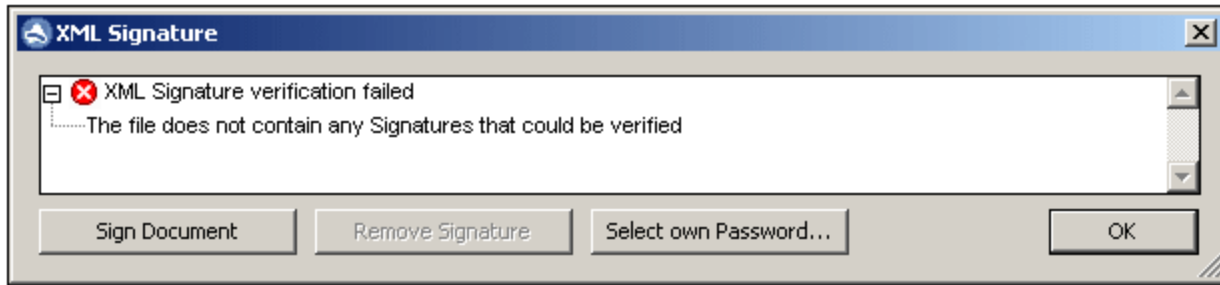 XML Signature
XML Signature verification failed
The file does not contain any Signatures that could be verified
Sign Document Remove Signature Select own Password... OK